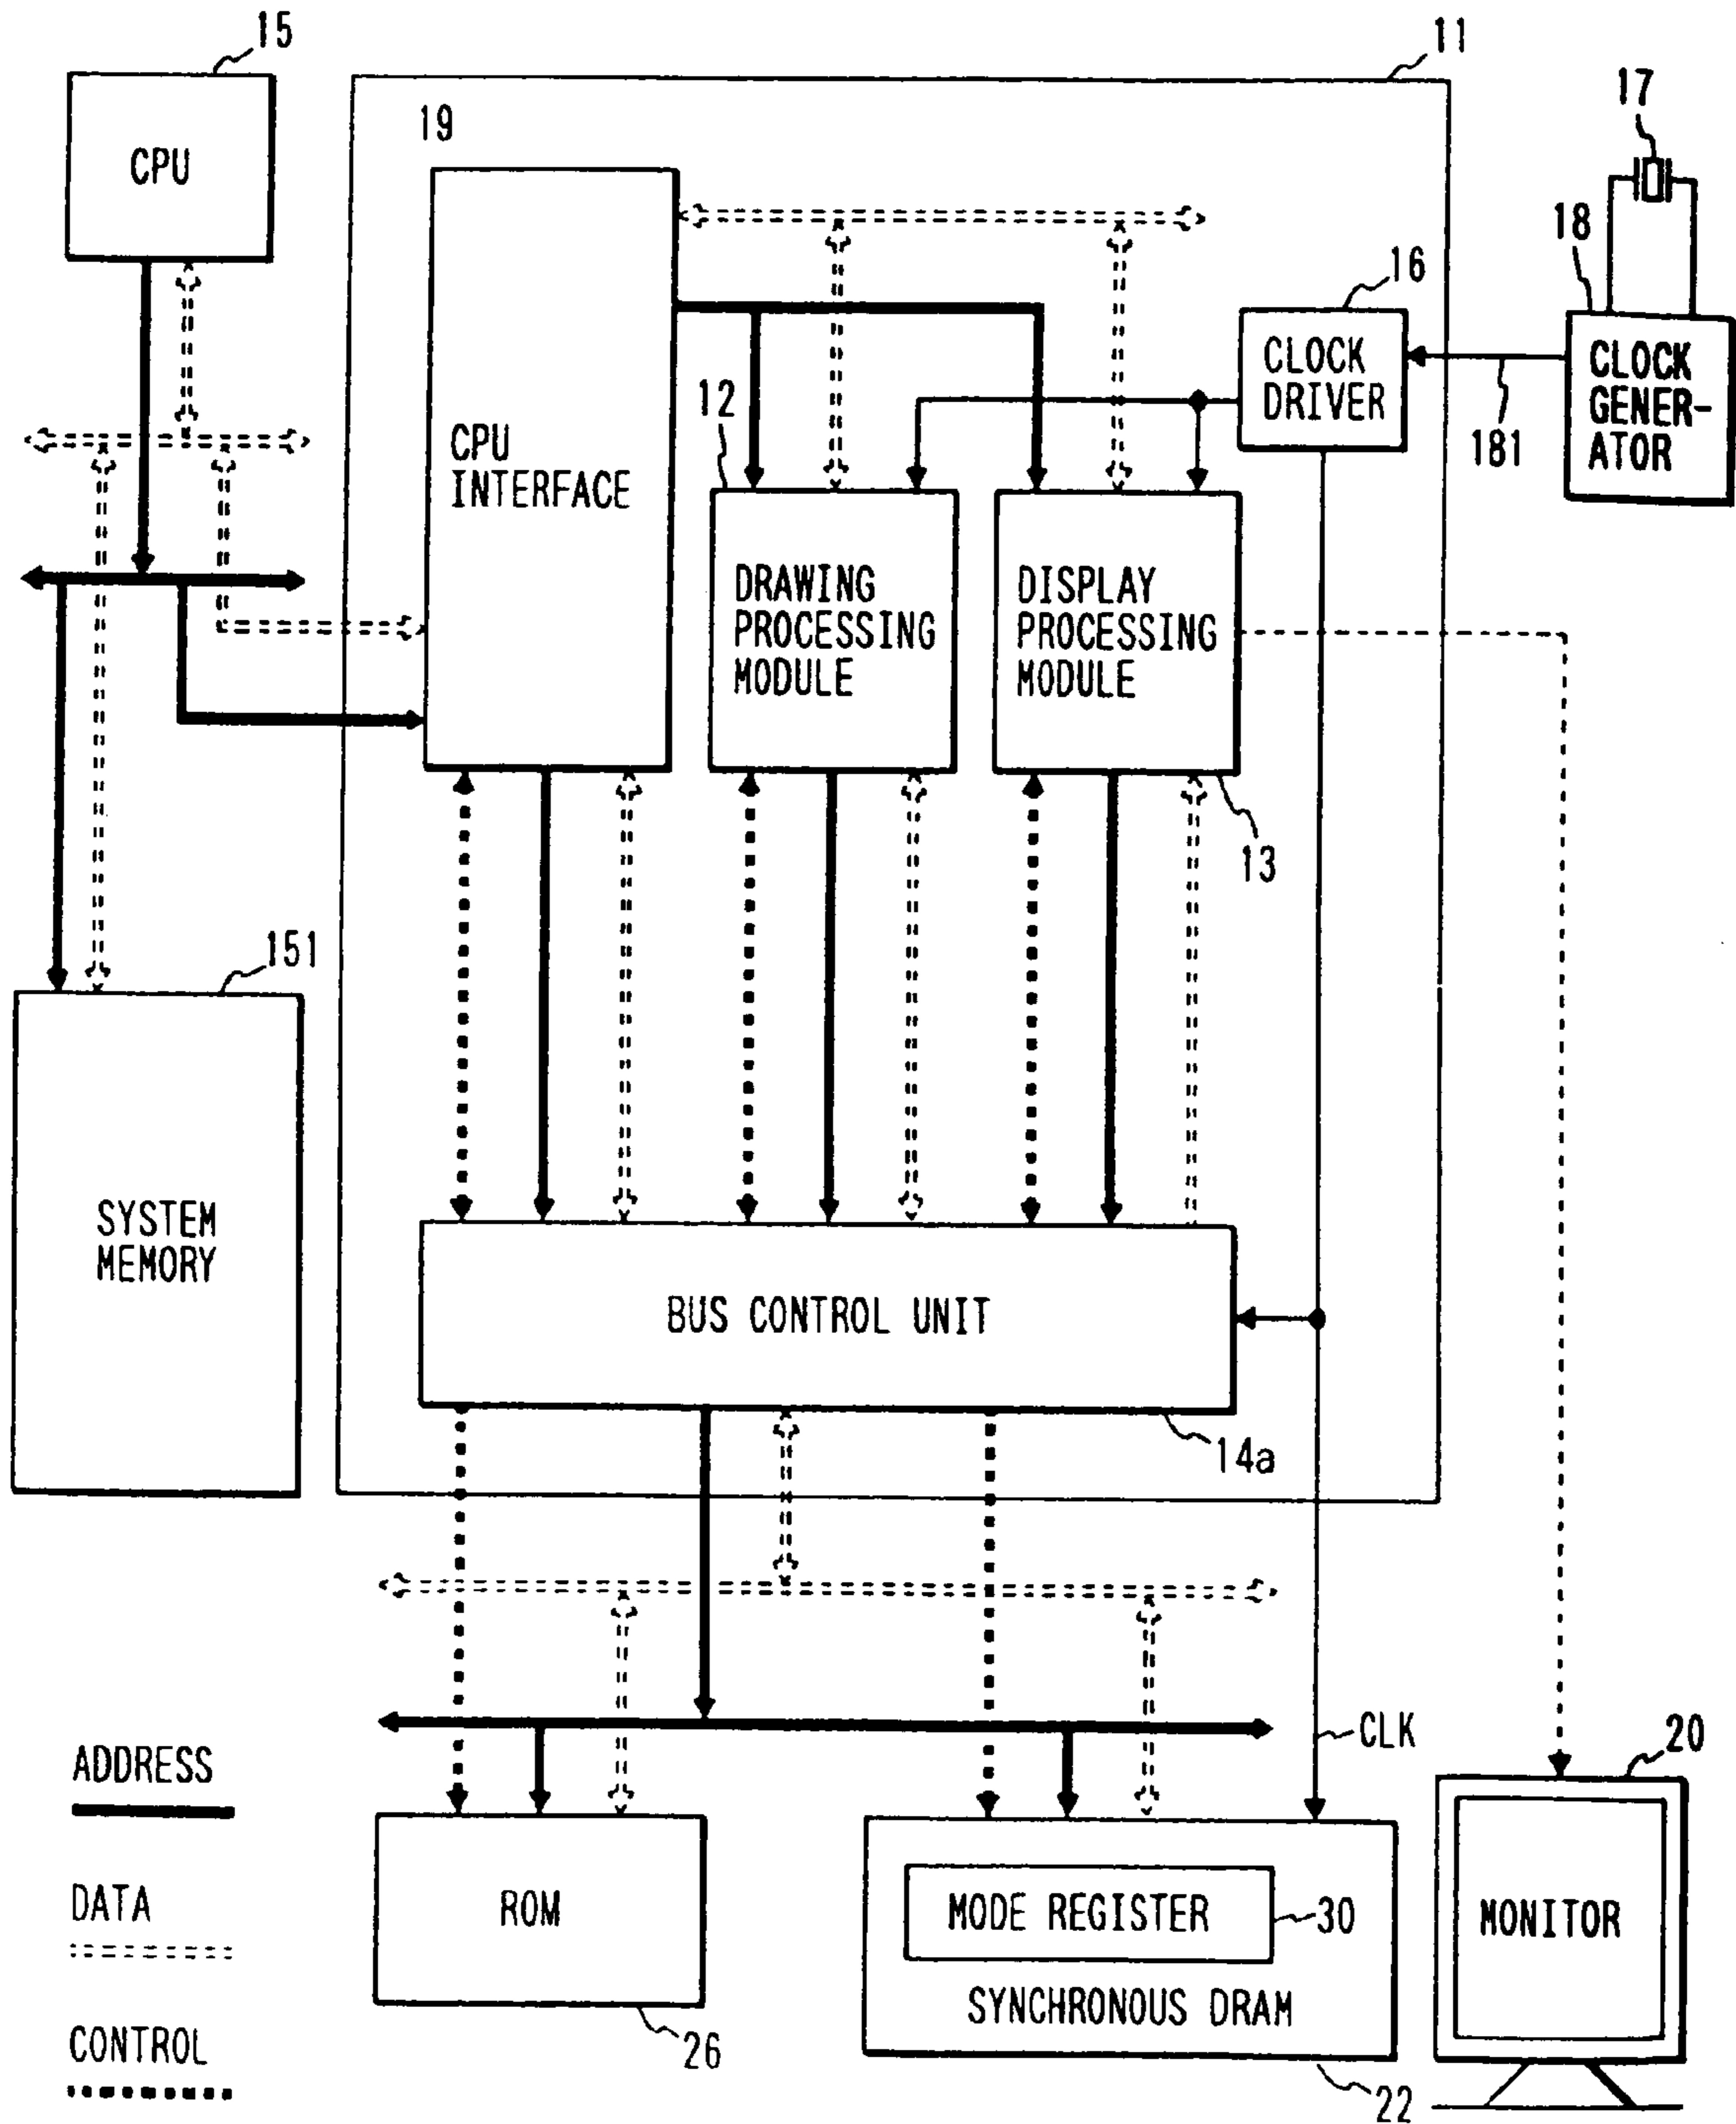 15
11
17
CPU
19
18
16
CLOCK
DRIVER
CLOCK
GENER-
ATOR
12
181
CPU
INTERFACE
DRAWING
PROCESSING
MODULE
DISPLAY
PROCESSING
MODULE
13
151
SYSTEM
MEMORY
BUS CONTROL UNIT
14a
CLK
20
ADDRESS
DATA
CONTROL
ROM
26
MODE REGISTER
30
SYNCHRONOUS DRAM
22
MONITOR